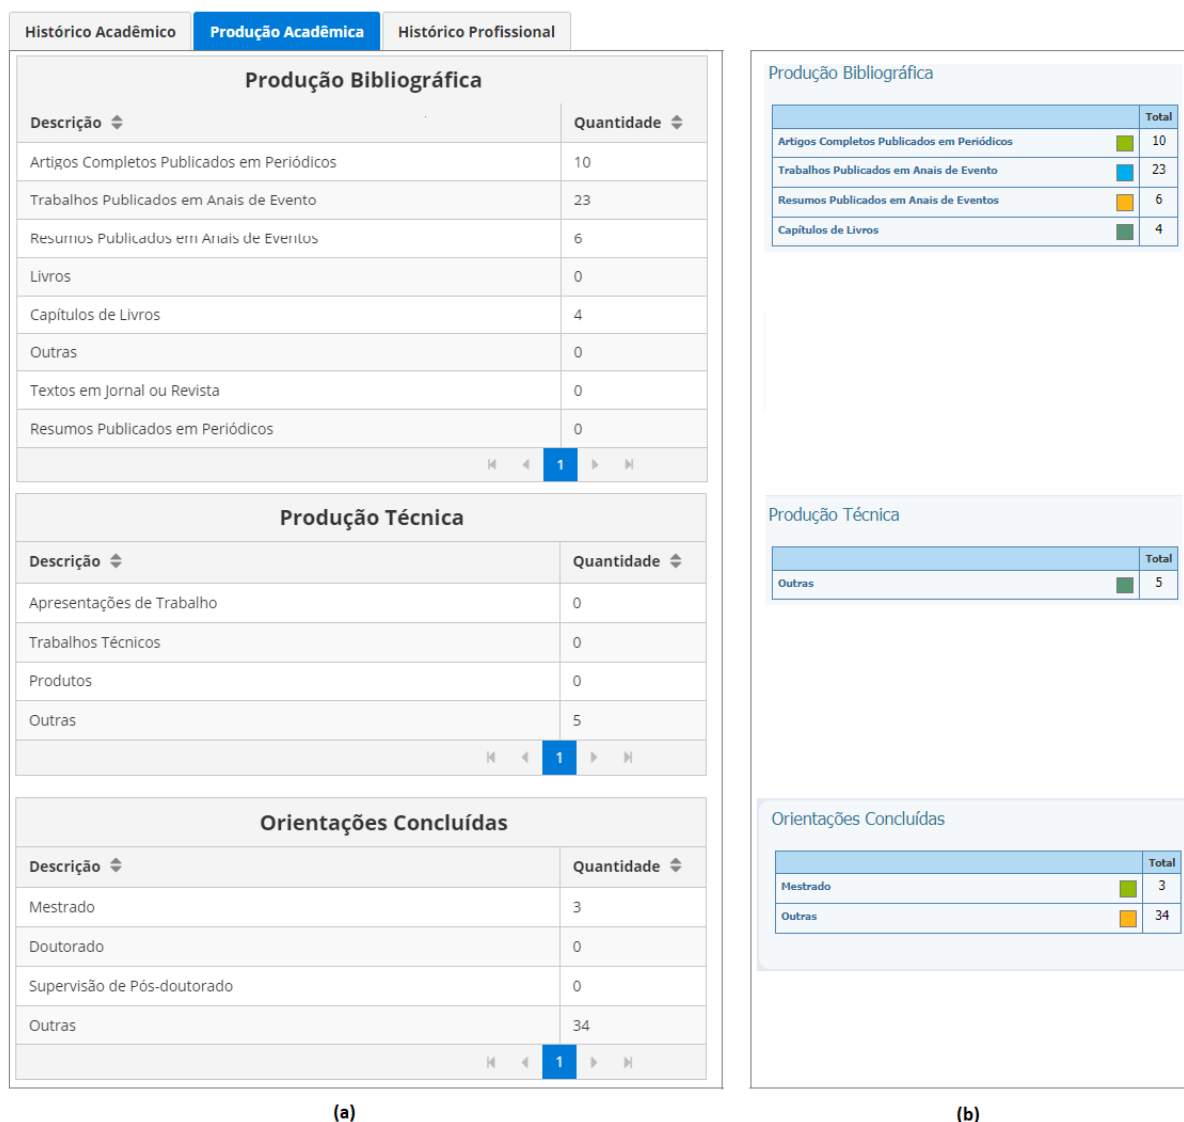 Histórico Acadêmico Produção Acadêmica Histórico Profissional
Produção Bibliográfica
Descrição Quantidade
Artigos Completos Publicados em Periódicos 10
Trabalhos Publicados em Anais de Evento 23
Resumos Publicados em Anais de Eventos 6
Livros 0
Capítulos de Livros 4
Outras 0
Textos em Jornal ou Revista 0
Resumos Publicados em Periódicos 0
1
Produção Técnica
Descrição Quantidade
Apresentações de Trabalho 0
Trabalhos Técnicos 0
Produtos 0
Outras 5
1
Orientações Concluídas
Descrição Quantidade
Mestrado 3
Doutorado 0
Supervisão de Pós-doutorado 0
Outras 34
1
(a)
Produção Bibliográfica
Total
Artigos Completos Publicados em Periódicos 10
Trabalhos Publicados em Anais de Evento 23
Resumos Publicados em Anais de Eventos 6
Capítulos de Livros 4
Produção Técnica
Total
Outras 5
Orientações Concluídas
Total
Mestrado 3
Outras 34
(b)